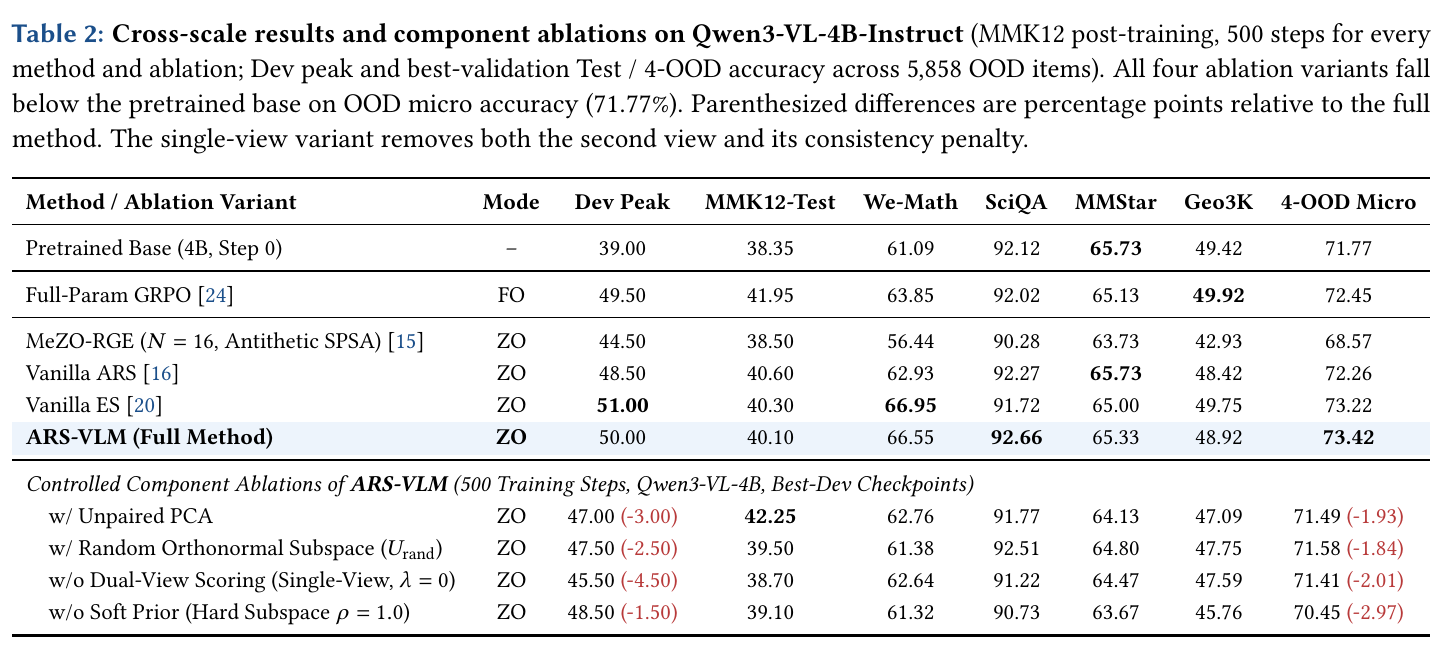 Table 2: Cross-scale results and component ablations on Qwen3-VL-4B-Instruct (MMK12 post-training, 500 steps for every
method and ablation; Dev peak and best-validation Test / 4-OOD accuracy across 5,858 OOD items). All four ablation variants fall
below the pretrained base on OOD micro accuracy (71.77%). Parenthesized differences are percentage points relative to the full
method. The single-view variant removes both the second view and its consistency penalty.
Method / Ablation Variant Mode Dev Peak MMK12-Test We-Math SciQA MMStar Geo3K 4-OOD Micro
Pretrained Base (4B, Step 0) – 39.00 38.35 61.09 92.12 65.73 49.42 71.77
Full-Param GRPO [24] FO 49.50 41.95 63.85 92.02 65.13 49.92 72.45
MeZO-RGE (N = 16, Antithetic SPSA) [15] ZO 44.50 38.50 56.44 90.28 63.73 42.93 68.57
Vanilla ARS [16] ZO 48.50 40.60 62.93 92.27 65.73 48.42 72.26
Vanilla ES [20] ZO 51.00 40.30 66.95 91.72 65.00 49.75 73.22
ARS-VLM (Full Method) ZO 50.00 40.10 66.55 92.66 65.33 48.92 73.42
Controlled Component Ablations of ARS-VLM (500 Training Steps, Qwen3-VL-4B, Best-Dev Checkpoints)
w/ Unpaired PCA ZO 47.00 (-3.00) 42.25 62.76 91.77 64.13 47.09 71.49 (-1.93)
w/ Random Orthonormal Subspace (Urand) ZO 47.50 (-2.50) 39.50 61.38 92.51 64.80 47.75 71.58 (-1.84)
w/o Dual-View Scoring (Single-View, λ = 0) ZO 45.50 (-4.50) 38.70 62.64 91.22 64.47 47.59 71.41 (-2.01)
w/o Soft Prior (Hard Subspace ρ = 1.0) ZO 48.50 (-1.50) 39.10 61.32 90.73 63.67 45.76 70.45 (-2.97)